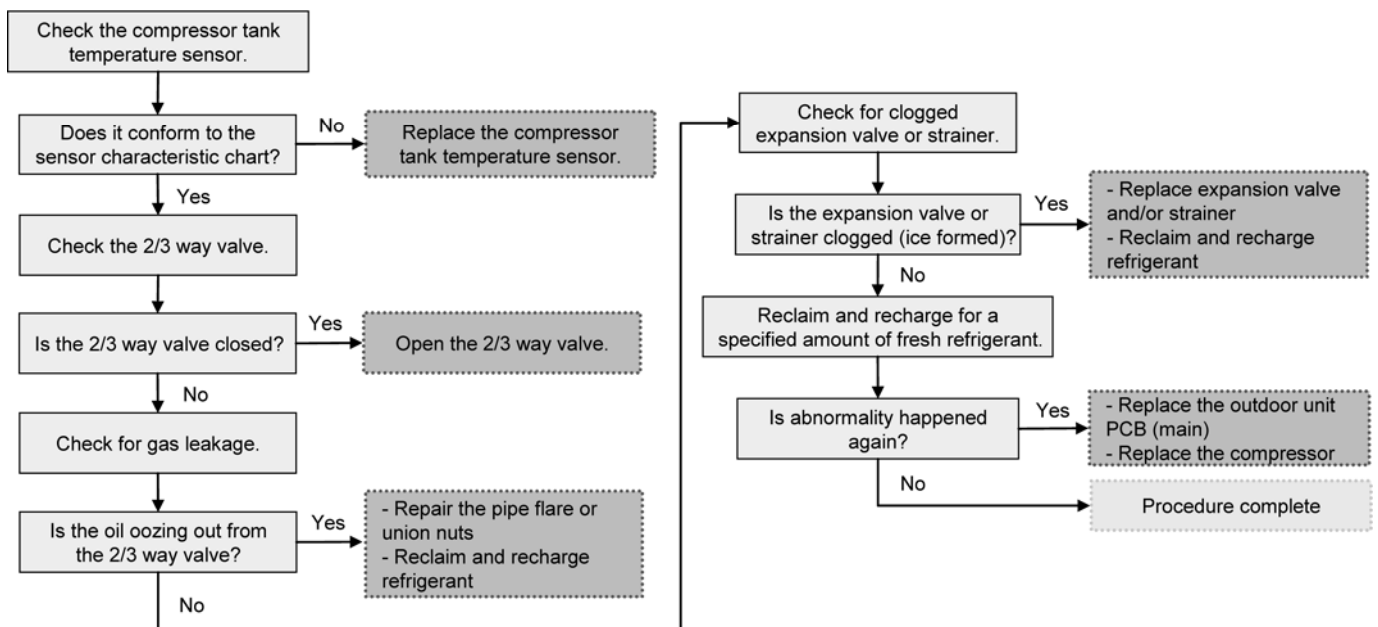 Check the compressor tank
temperature sensor.
Does it conform to the
sensor characteristic chart?
No
Replace the compressor
tank temperature sensor.
Yes
Check the 2/3 way valve.
Is the 2/3 way valve closed?
Yes
Open the 2/3 way valve.
No
Check for gas leakage.
Is the oil oozing out from
the 2/3 way valve?
Yes
- Repair the pipe flare or
union nuts
- Reclaim and recharge
refrigerant
No
Check for clogged
expansion valve or strainer.
Is the expansion valve or
strainer clogged (ice formed)?
Yes
- Replace expansion valve
and/or strainer
- Reclaim and recharge
refrigerant
No
Reclaim and recharge for a
specified amount of fresh refrigerant.
Is abnormality happened
again?
Yes
- Replace the outdoor unit
PCB (main)
- Replace the compressor
No
Procedure complete